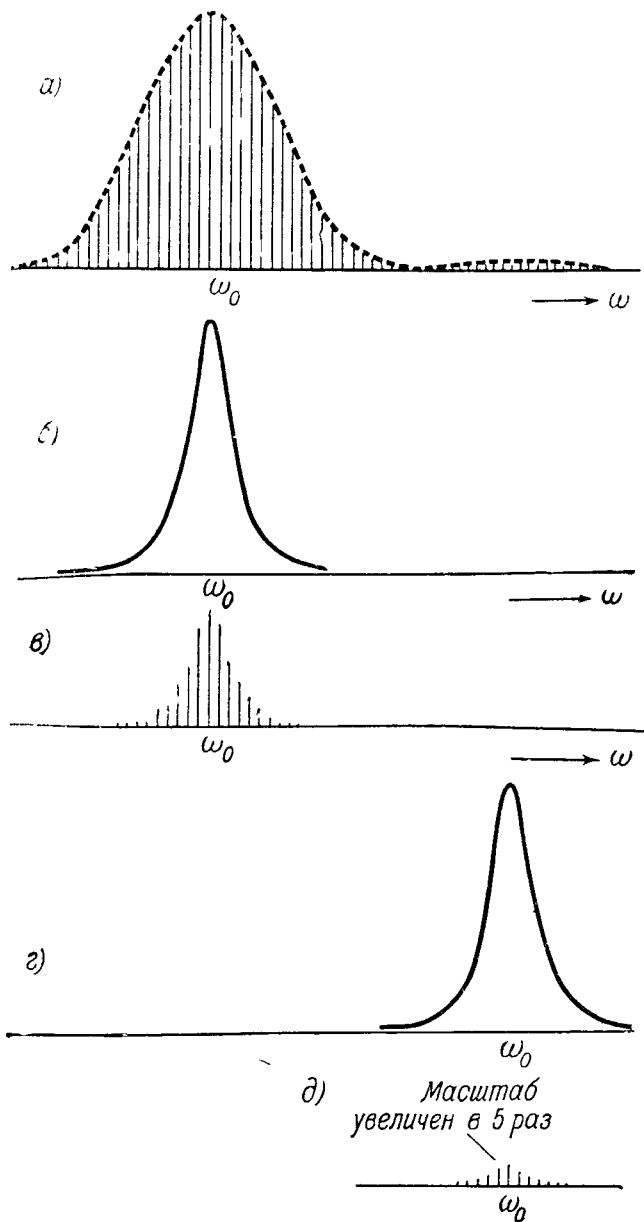 а)
ω₀
ω
б)
ω₀
ω
в)
ω₀
ω
г)
ω₀
д)
Масштаб
увеличен в 5 раз
ω₀